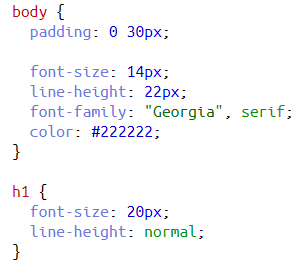 body {
  padding: 0 30px;

  font-size: 14px;
  line-height: 22px;
  font-family: "Georgia", serif;
  color: #222222;
}

h1 {
  font-size: 20px;
  line-height: normal;
}